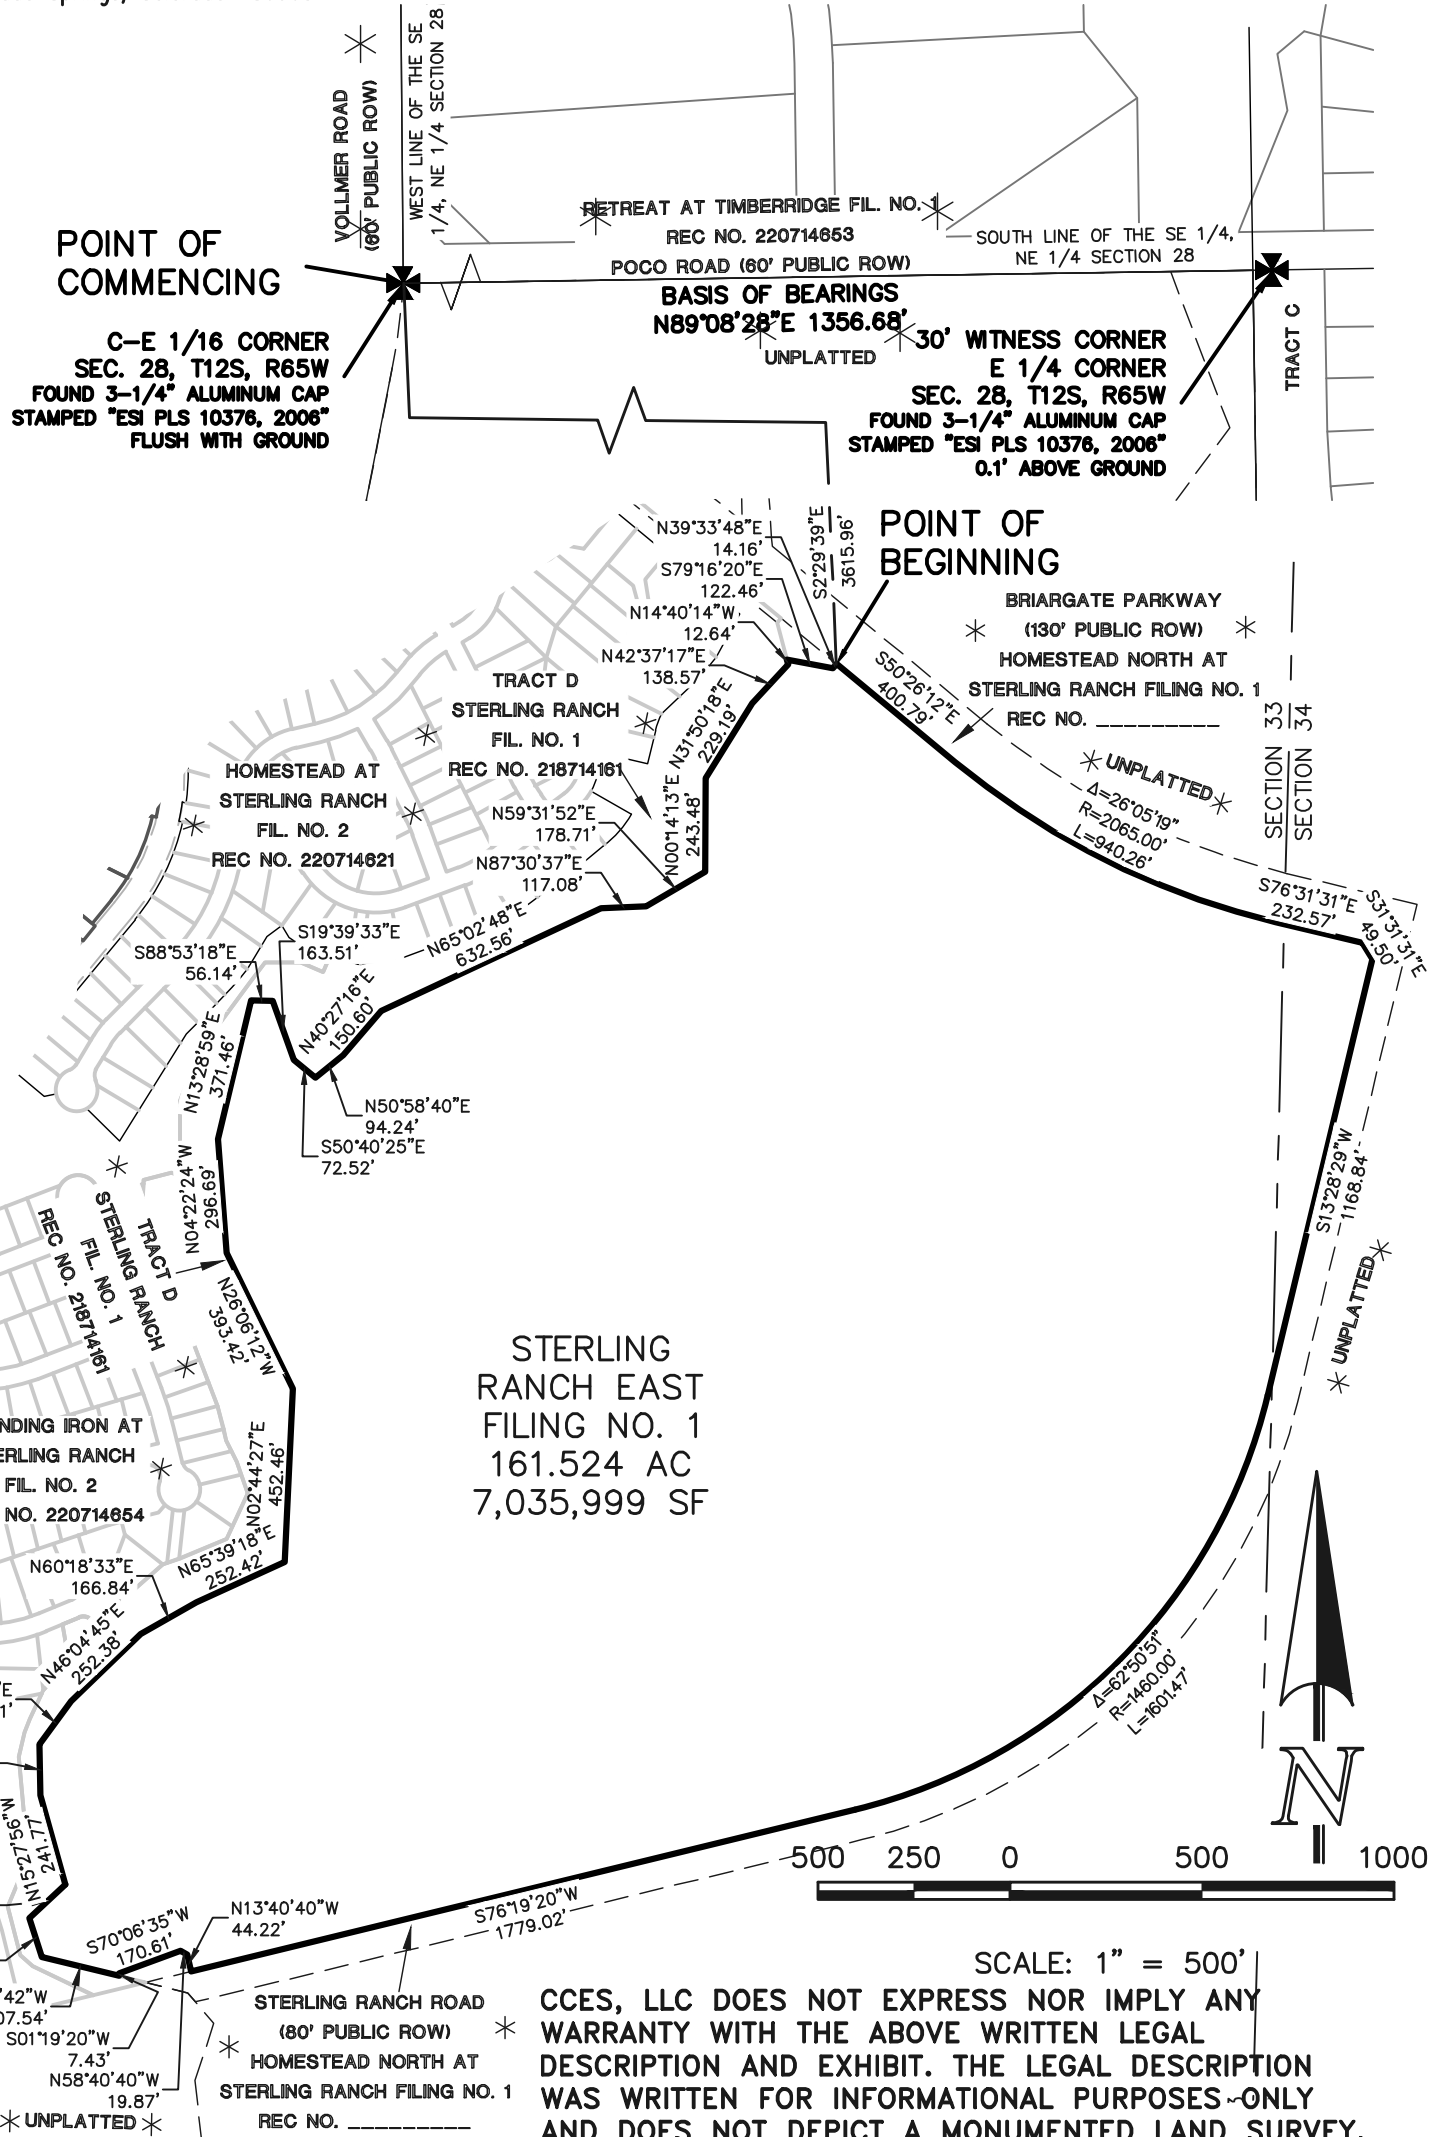 VOLLMER ROAD
(60' PUBLIC ROW)
WEST LINE OF THE SE
1/4, NE 1/4 SECTION 28
POINT OF
COMMENCING
RETREAT AT TIMBERRIDGE FIL. NO. 1
REC NO. 220714653
POCO ROAD (60' PUBLIC ROW)
BASIS OF BEARINGS
N89°08'28"E 1356.68'
UNPLATTED
SOUTH LINE OF THE SE 1/4,
NE 1/4 SECTION 28
C-E 1/16 CORNER
SEC. 28, T12S, R65W
FOUND 3-1/4" ALUMINUM CAP
STAMPED "ESI PLS 10376, 2006"
FLUSH WITH GROUND
30' WITNESS CORNER
E 1/4 CORNER
SEC. 28, T12S, R65W
FOUND 3-1/4" ALUMINUM CAP
STAMPED "ESI PLS 10376, 2006"
0.1' ABOVE GROUND
TRACT C
N39°33'48"E
14.16'
S79°16'20"E
122.46'
N14°40'14"W
12.64'
N42°37'17"E
138.57'
S2°29'39"E
3615.96'
POINT OF
BEGINNING
BRIARGATE PARKWAY
(130' PUBLIC ROW)
HOMESTEAD NORTH AT
STERLING RANCH FILING NO. 1
REC NO. _________
S50°26'12"E
400.79'
SECTION 33
SECTION 34
UNPLATTED
Δ=26°05'19"
R=2065.00'
L=940.26'
S76°31'31"E
232.57'
S31°31'31"E
49.50'
TRACT D
STERLING RANCH
FIL. NO. 1
REC NO. 218714161
N31°50'18"E
229.19'
N00°14'13"E
243.48'
N59°31'52"E
178.71'
N87°30'37"E
117.08'
HOMESTEAD AT
STERLING RANCH
FIL. NO. 2
REC NO. 220714621
N65°02'48"E
632.56'
S19°39'33"E
163.51'
S88°53'18"E
56.14'
N40°27'16"E
150.60'
N13°28'59"E
371.46'
N50°58'40"E
94.24'
S50°40'25"E
72.52'
N04°22'24"W
296.69'
TRACT D
STERLING RANCH
FIL. NO. 1
REC NO. 218714161
N26°06'12"W
393.42'
S13°28'29"W
1168.84'
UNPLATTED
STERLING
RANCH EAST
FILING NO. 1
161.524 AC
7,035,999 SF
NDING IRON AT
ERLING RANCH
FIL. NO. 2
NO. 220714654
N02°44'27"E
452.46'
N65°39'18"E
252.42'
N60°18'33"E
166.84'
N46°04'45"E
252.38'
"E
1'
Δ=62°50'51"
R=1460.00'
L=1601.47'
N
N15°27'56"W
241.77'
500 250 0 500 1000
SCALE: 1" = 500'
S70°06'35"W
170.61'
N13°40'40"W
44.22'
S76°19'20"W
1779.02'
'42"W
07.54'
S01°19'20"W
7.43'
N58°40'40"W
19.87'
UNPLATTED
STERLING RANCH ROAD
(80' PUBLIC ROW)
HOMESTEAD NORTH AT
STERLING RANCH FILING NO. 1
REC NO. _________
CCES, LLC DOES NOT EXPRESS NOR IMPLY ANY
WARRANTY WITH THE ABOVE WRITTEN LEGAL
DESCRIPTION AND EXHIBIT. THE LEGAL DESCRIPTION
WAS WRITTEN FOR INFORMATIONAL PURPOSES ONLY
AND DOES NOT DEPICT A MONUMENTED LAND SURVEY.